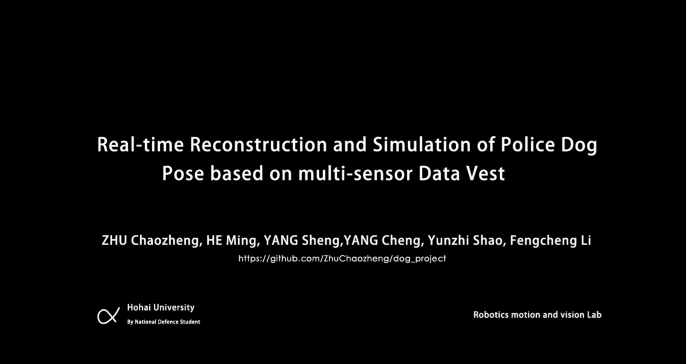 Real-time Reconstruction and Simulation of Police Dog
Pose based on multi-sensor Data Vest
ZHU Chaozheng, HE Ming, YANG Sheng,YANG Cheng, Yunzhi Shao, Fengcheng Li
https://github.com/ZhuChaozheng/dog_project
Hohai University
By National Defence Student
Robotics motion and vision Lab